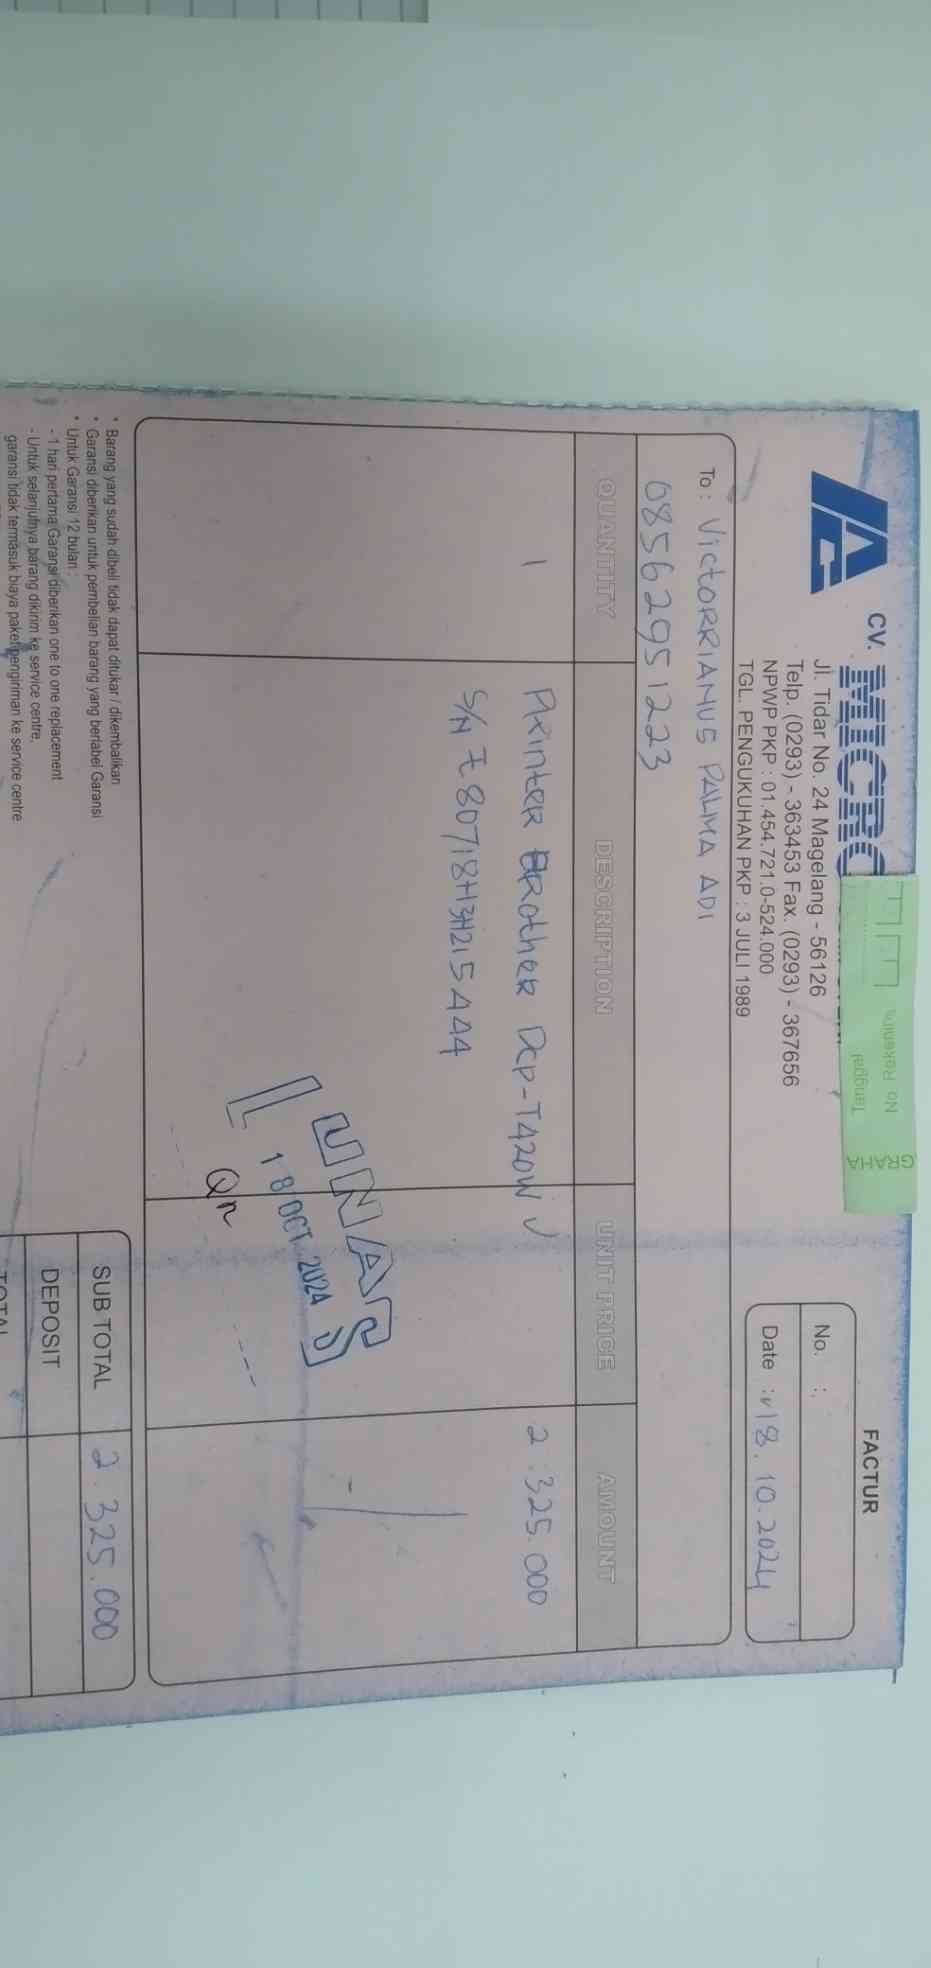 FACTUR
CV. MICRO
Jl. Tidar No. 24 Magelang - 56126
Telp. (0293) - 363453 Fax. (0293) - 367656
NPWP PKP : 01.454.721.0-524.000
TGL. PENGUKUHAN PKP : 3 JULI 1989
No Rekening
Tanggal
GRAHA
No. :
Date : 18.10.2024
To : VICTORRIANUS PALMA ADI
08562951223
QUANTITY DESCRIPTION UNIT PRICE AMOUNT
1 Printer Brother DCP-T420W 2.325.000
S/N
LUNAS
18 OCT 2024
Qn
SUB TOTAL 2.325.000
DEPOSIT
TOTAL
* Barang yang sudah dibeli tidak dapat ditukar / dikembalikan
* Garansi diberikan untuk pembelian barang yang berlabel Garansi
* Untuk Garansi 12 bulan :
- 1 hari pertama Garansi diberikan one to one replacement
- Untuk selanjutnya barang dikirim ke service centre,
garansi tidak termasuk biaya paket pengiriman ke service centre